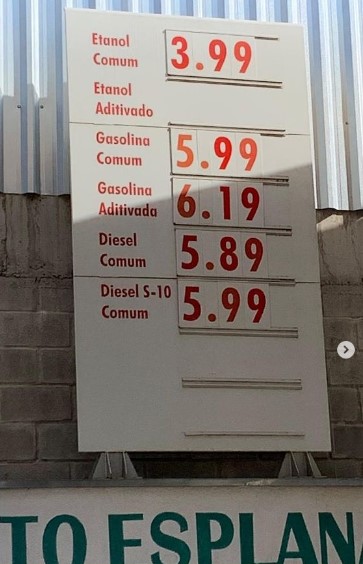 Etanol
Comum
3.99
Etanol
Aditivado
Gasolina
Comum
5.99
Gasolina
Aditivada
6.19
Diesel
Comum
5.89
Diesel S-10
Comum
5.99
TO ESPLANA